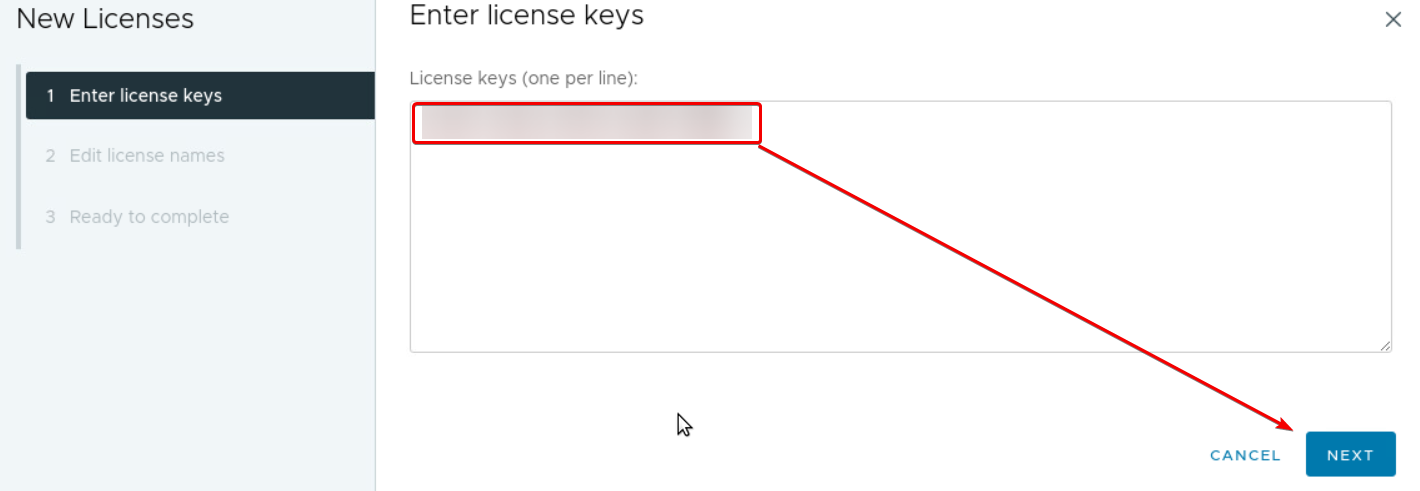 New Licenses
1 Enter license keys
2 Edit license names
3 Ready to complete
Enter license keys
License keys (one per line):
CANCEL
NEXT